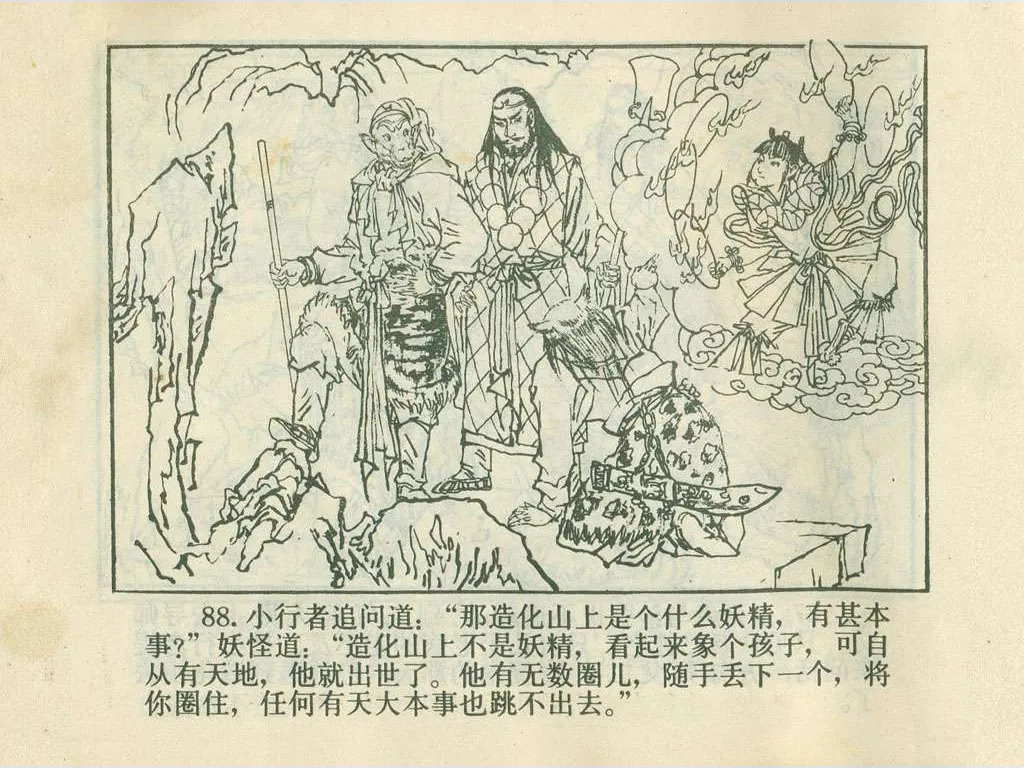 88. 小行者追问道：“那造化山上是个什么妖精，有甚本
事？”妖怪道：“造化山上不是妖精，看起来象个孩子，可自
从有天地，他就出世了。他有无数圈儿，随手丢下一个，将
你圈住，任何有天大本事也跳不出去。”